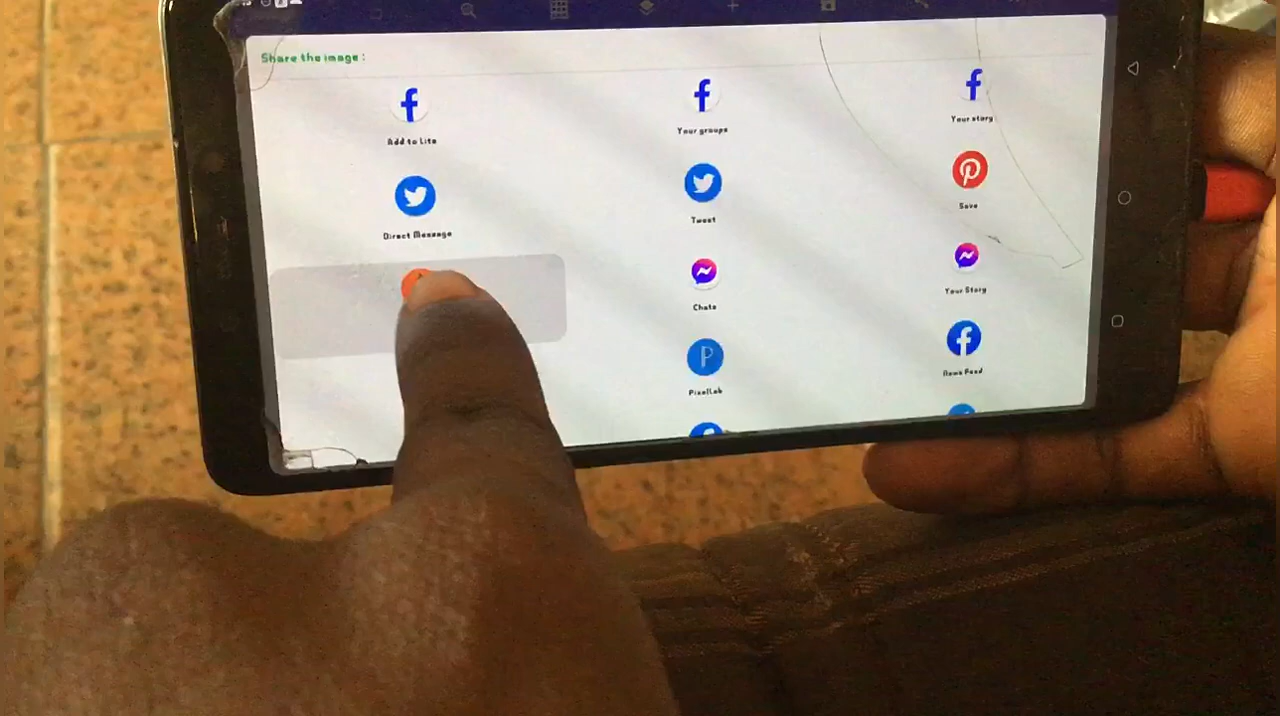 Share the image :
Add to Lite
Your groups
Your story
Direct Message
Tweet
Save
Chats
Your Story
PixelLab
News Feed